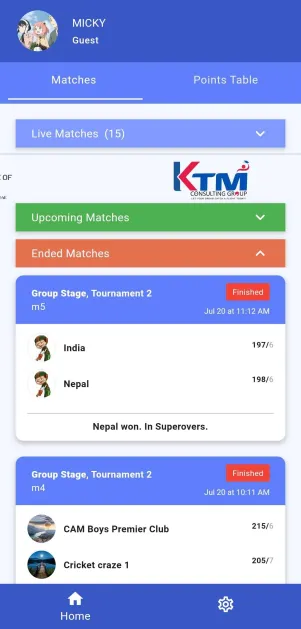 MICKY
Guest
Matches
Points Table
Live Matches (15)
OF
KTM
CONSULTING GROUP
Upcoming Matches
Ended Matches
Group Stage, Tournament 2
Finished
m5
Jul 20 at 11:12 AM
India
197/6
Nepal
198/6
Nepal won. In Superovers.
Group Stage, Tournament 2
Finished
m4
Jul 20 at 10:11 AM
CAM Boys Premier Club
215/6
Cricket craze 1
205/7
Home